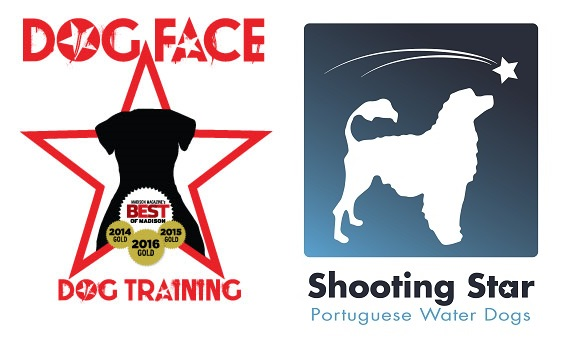 DOG FACE
MADISON MAGAZINE'S
BEST
OF MADISON
2014
GOLD
2015
GOLD
2016
GOLD
DOG TRAINING
Shooting Star
Portuguese Water Dogs